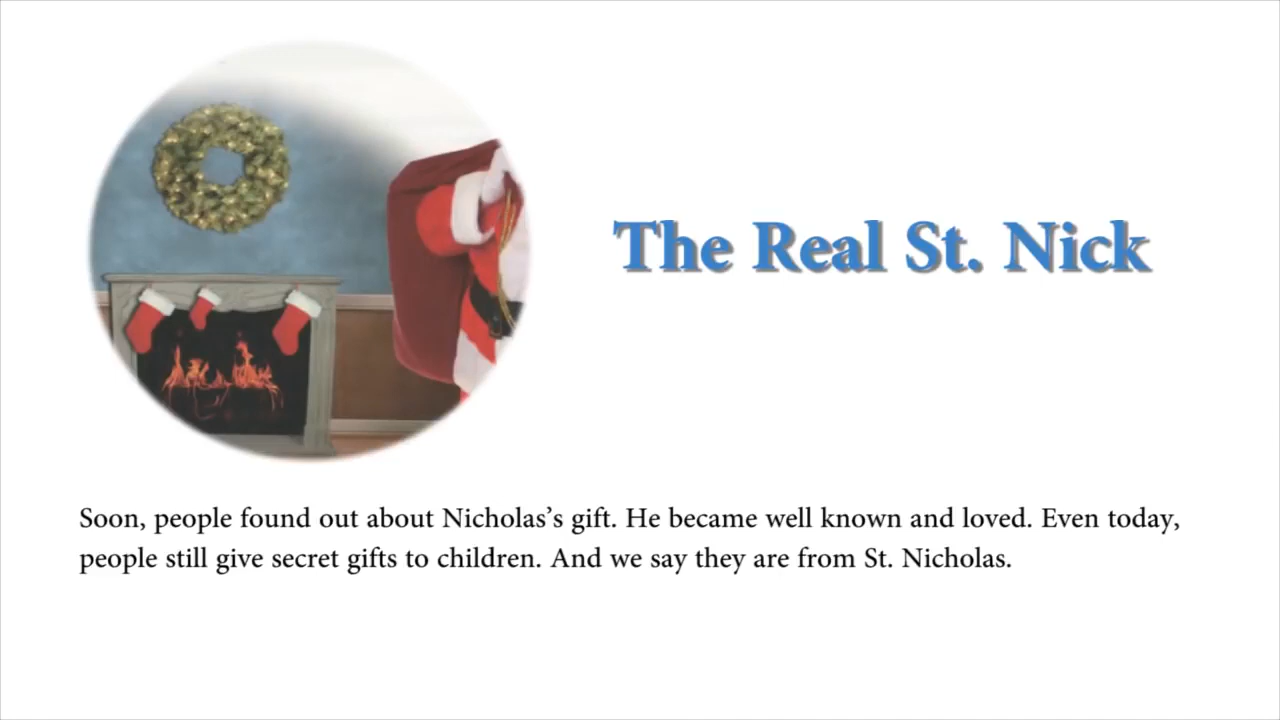 The Real St. Nick
Soon, people found out about Nicholas’s gift. He became well known and loved. Even today,
people still give secret gifts to children. And we say they are from St. Nicholas.